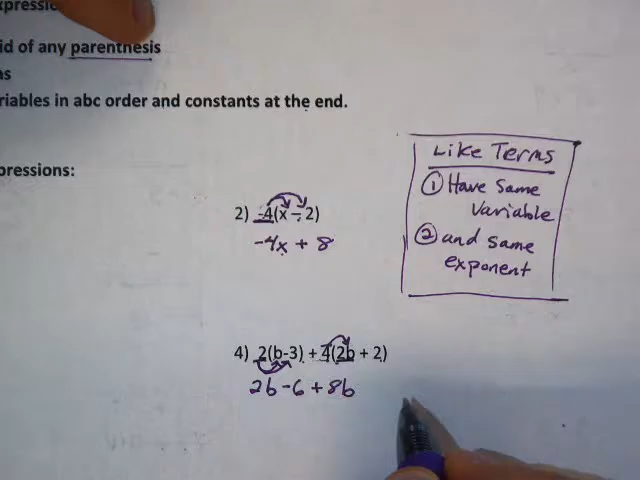 id of any parenthesis
riables in abc order and constants at the end.
pressions:
Like Terms
① Have same
variable
② and same
exponent
2) -4(x - 2)
-4x + 8
4) 2(b-3) + 4(2b + 2)
2b - 6 + 8b